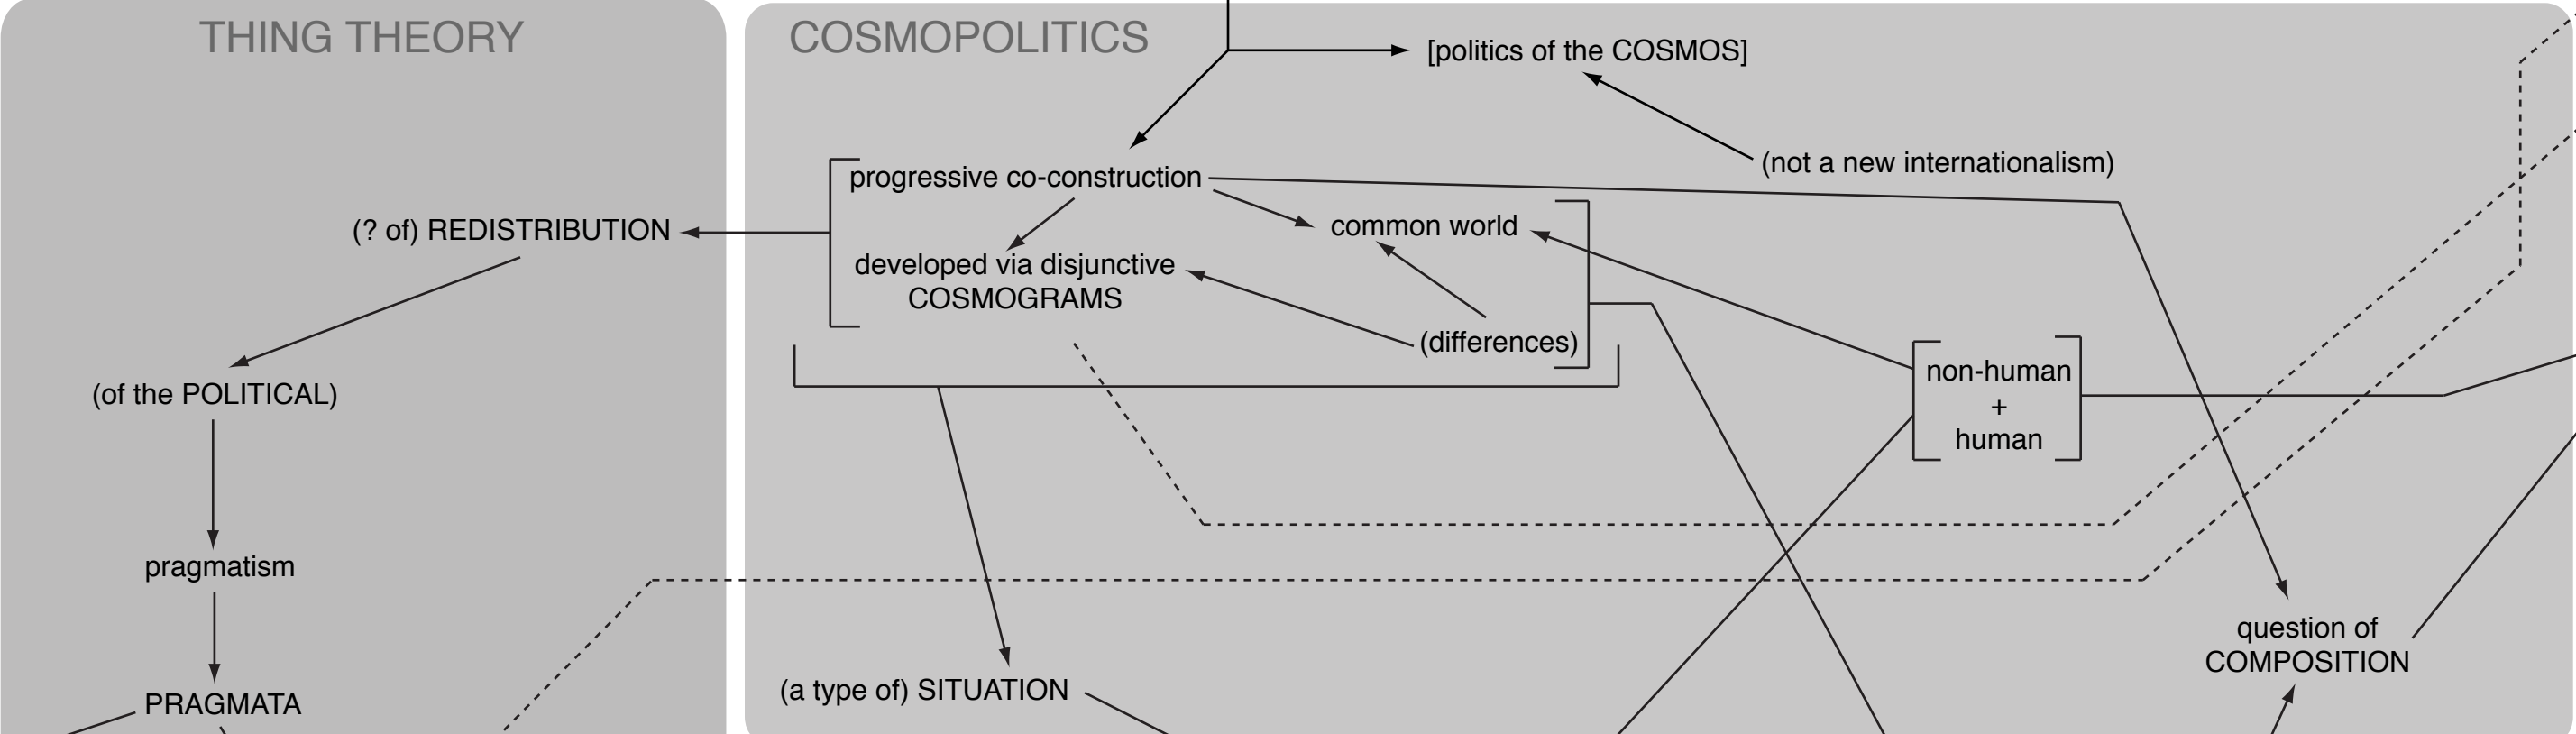 THING THEORY
(? of) REDISTRIBUTION
(of the POLITICAL)
pragmatism
PRAGMATA
COSMOPOLITICS
[politics of the COSMOS]
(not a new internationalism)
progressive co-construction
common world
developed via disjunctive
COSMOGRAMS
(differences)
non-human
+
human
question of
COMPOSITION
(a type of) SITUATION